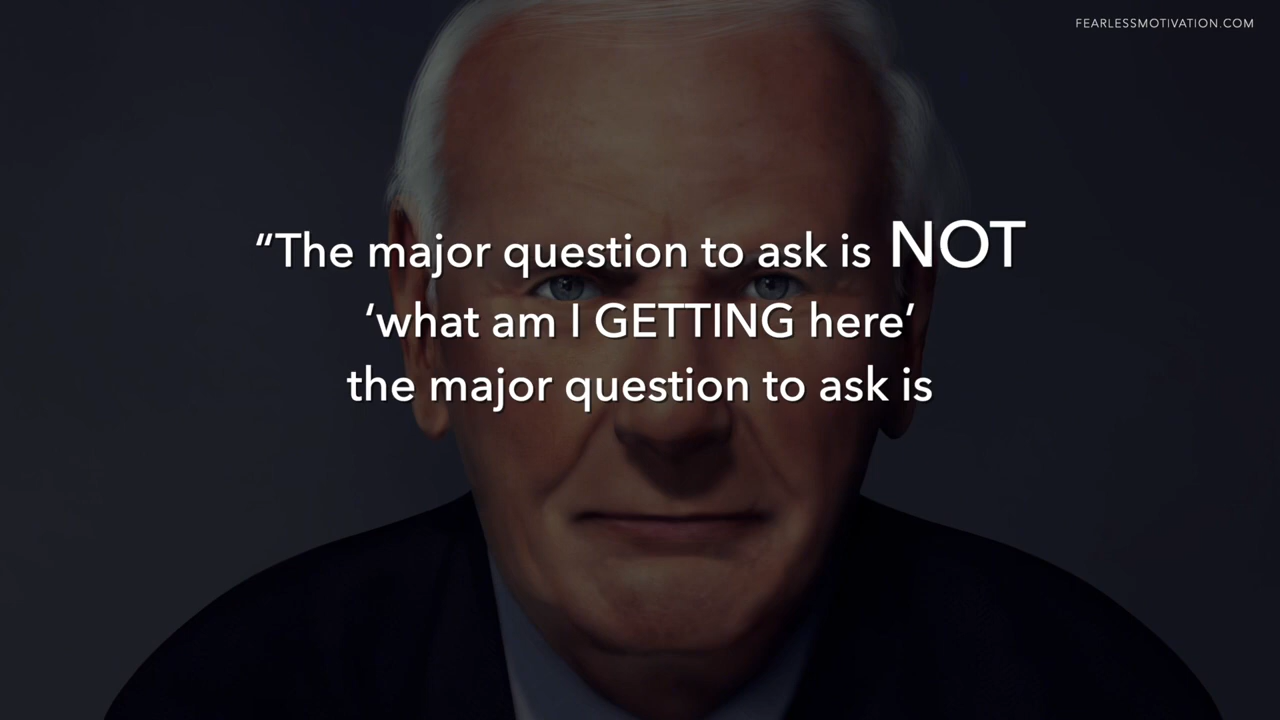 FEARLESSMOTIVATION.COM
“The major question to ask is NOT
‘what am I GETTING here’
the major question to ask is